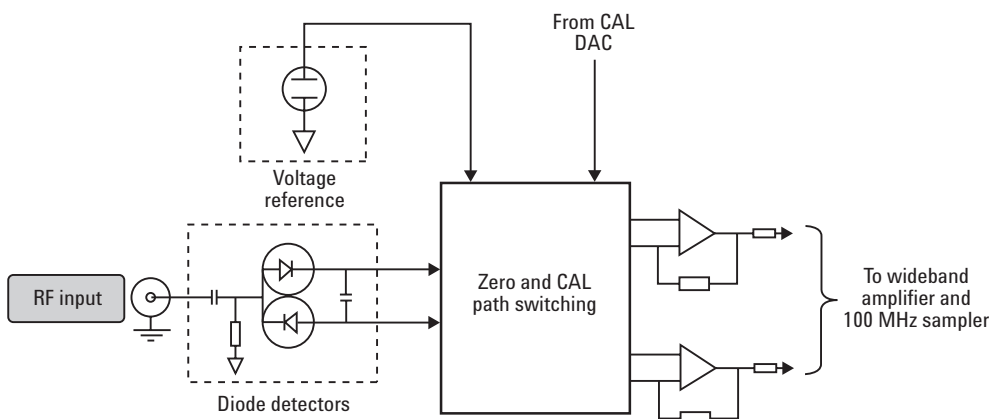 From CAL
DAC
Voltage
reference
RF input
Zero and CAL
path switching
To wideband
amplifier and
100 MHz sampler
Diode detectors